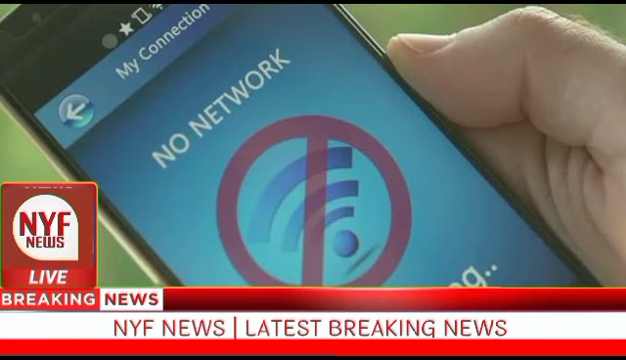 My Connection
NO NETWORK
NYF
NEWS
LIVE
BREAKING NEWS
NYF NEWS | LATEST BREAKING NEWS